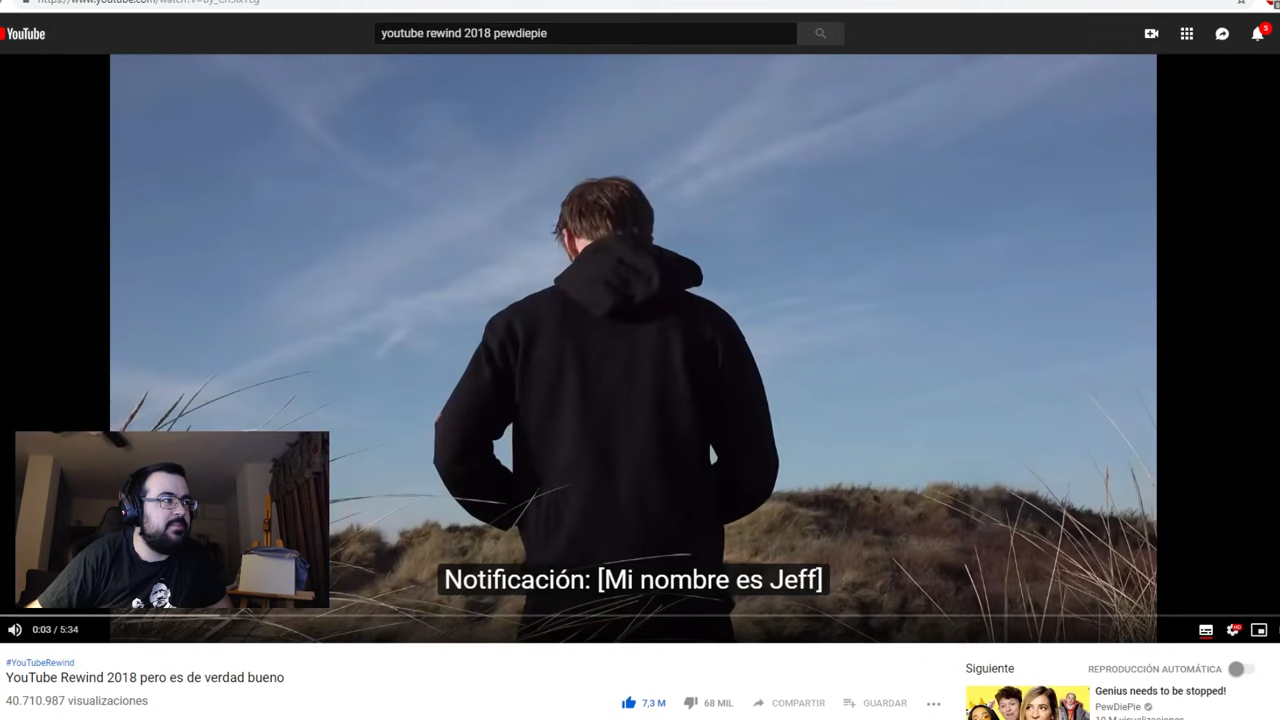 YouTube
youtube rewind 2018 pewdiepie
5
Notificación: [Mi nombre es Jeff]
0:03 / 5:34
HD
#YouTubeRewind
YouTube Rewind 2018 pero es de verdad bueno
40.710.987 visualizaciones
7,3 M
68 MIL
COMPARTIR
GUARDAR
Siguiente
REPRODUCCIÓN AUTOMÁTICA
Genius needs to be stopped!
PewDiePie